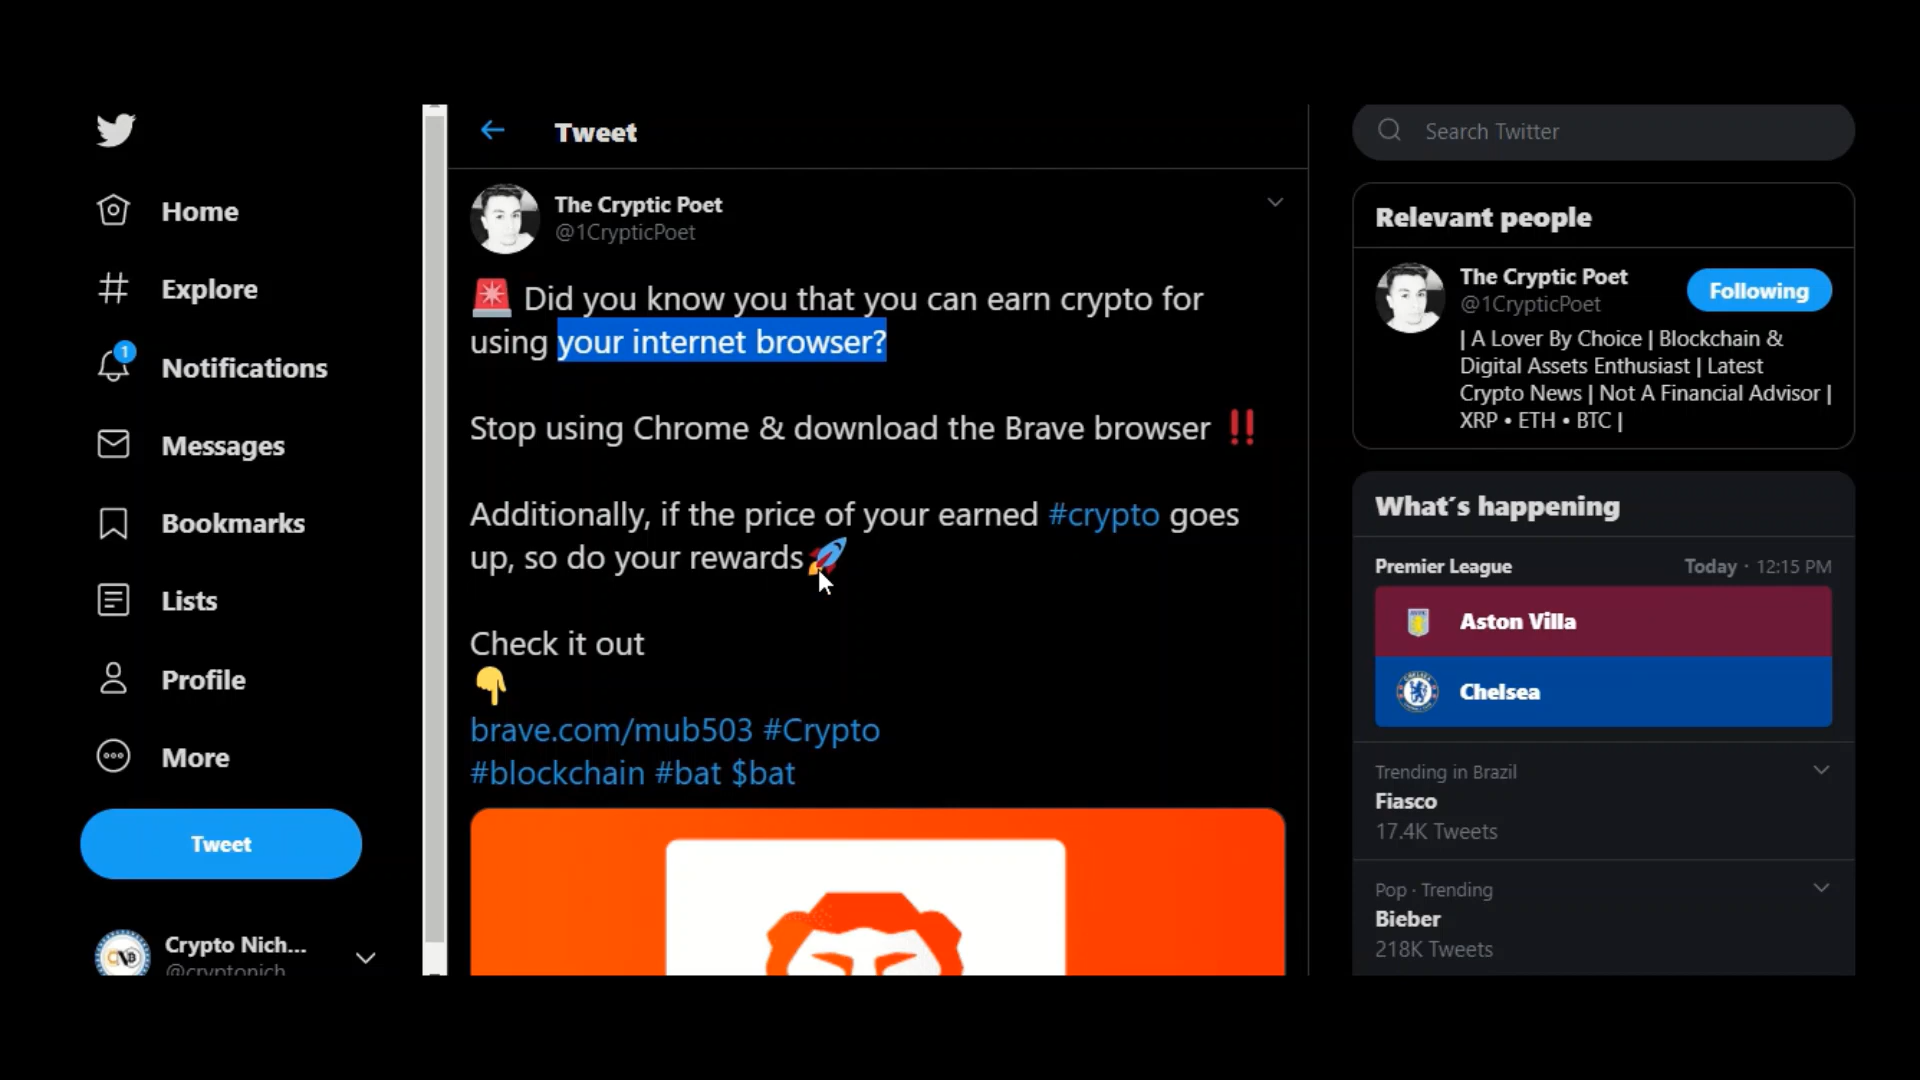 Home
Explore
1
Notifications
Messages
Bookmarks
Lists
Profile
More
Tweet
Crypto Nich...
@cryptonich
Tweet
The Cryptic Poet
@1CrypticPoet
🚨 Did you know you that you can earn crypto for
using your internet browser?
Stop using Chrome & download the Brave browser ‼️
Additionally, if the price of your earned #crypto goes
up, so do your rewards🚀
Check it out
👇
brave.com/mub503 #Crypto
#blockchain #bat $bat
Search Twitter
Relevant people
The Cryptic Poet
@1CrypticPoet
Following
| A Lover By Choice | Blockchain &
Digital Assets Enthusiast | Latest
Crypto News | Not A Financial Advisor |
XRP • ETH • BTC |
What´s happening
Premier League
Today · 12:15 PM
Aston Villa
Chelsea
Trending in Brazil
Fiasco
17.4K Tweets
Pop · Trending
Bieber
218K Tweets